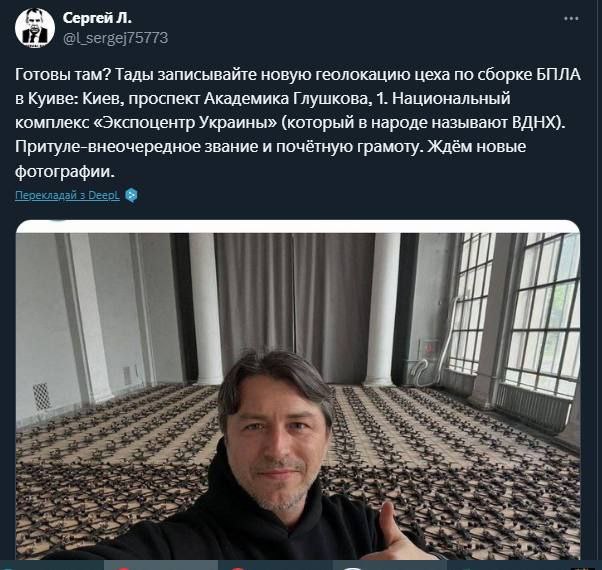 Сергей Л.
@l_sergej75773
Готовы там? Тады записывайте новую геолокацию цеха по сборке БПЛА
в Куиве: Киев, проспект Академика Глушкова, 1. Национальный
комплекс «Экспоцентр Украины» (который в народе называют ВДНХ).
Притуле-внеочередное звание и почётную грамоту. Ждём новые
фотографии.
Перекладай з DeepL